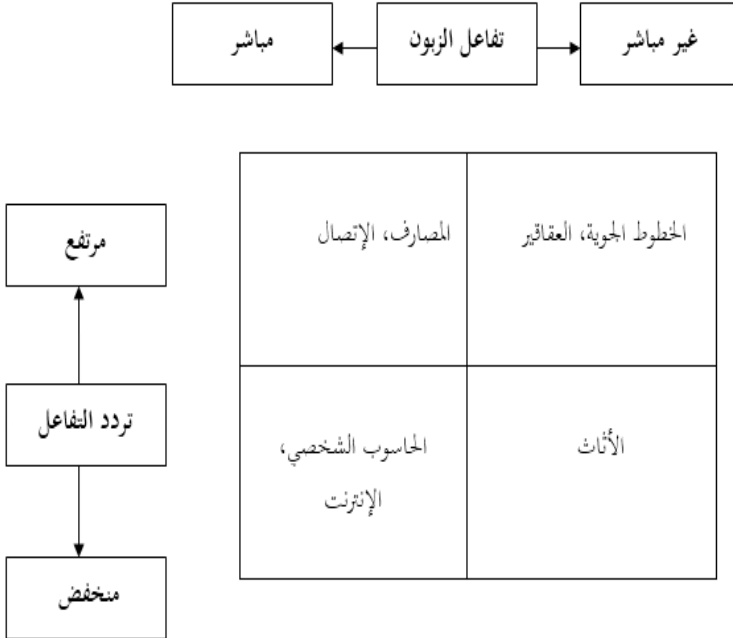 غير مباشر
تفاعل الزبون
مباشر
الخطوط الجوية، العقاقير
المصارف، الإتصال
مرتفع
تردد التفاعل
الأثاث
الحاسوب الشخصي،
الإنترنت
منخفض